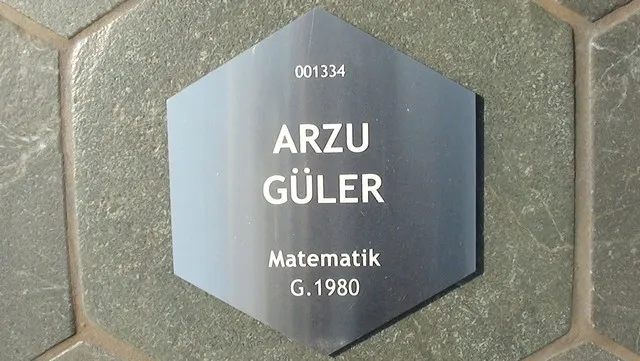 001334
ARZU
GÜLER
Matematik
G.1980